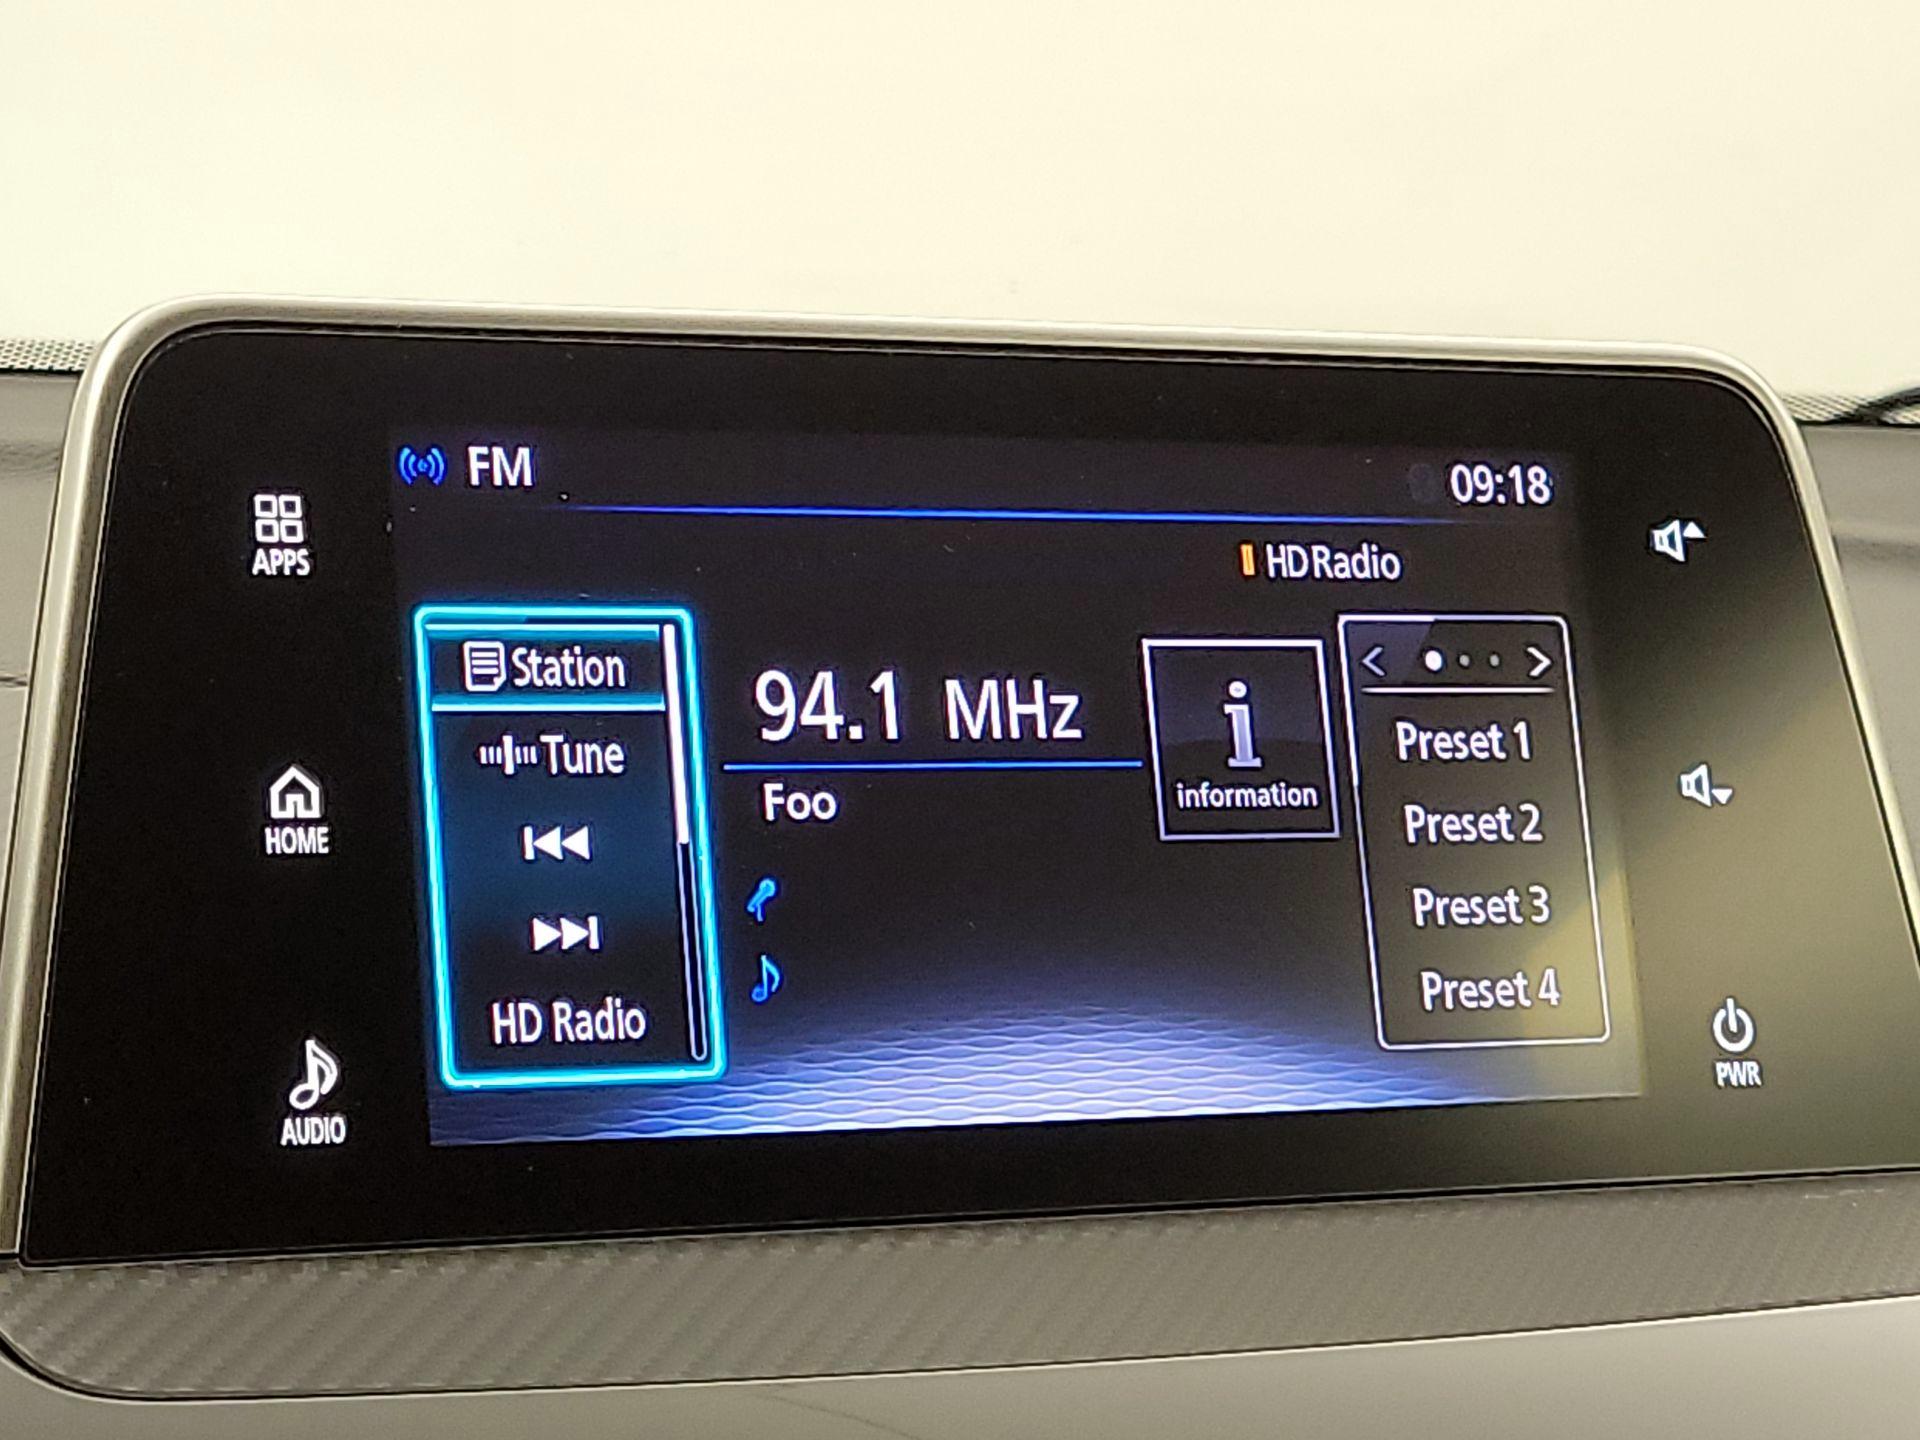 FM
09:18
HD Radio
APPS
HOME
AUDIO
Station
Tune
HD Radio
94.1 MHz
Foo
i
information
Preset 1
Preset 2
Preset 3
Preset 4
PWR